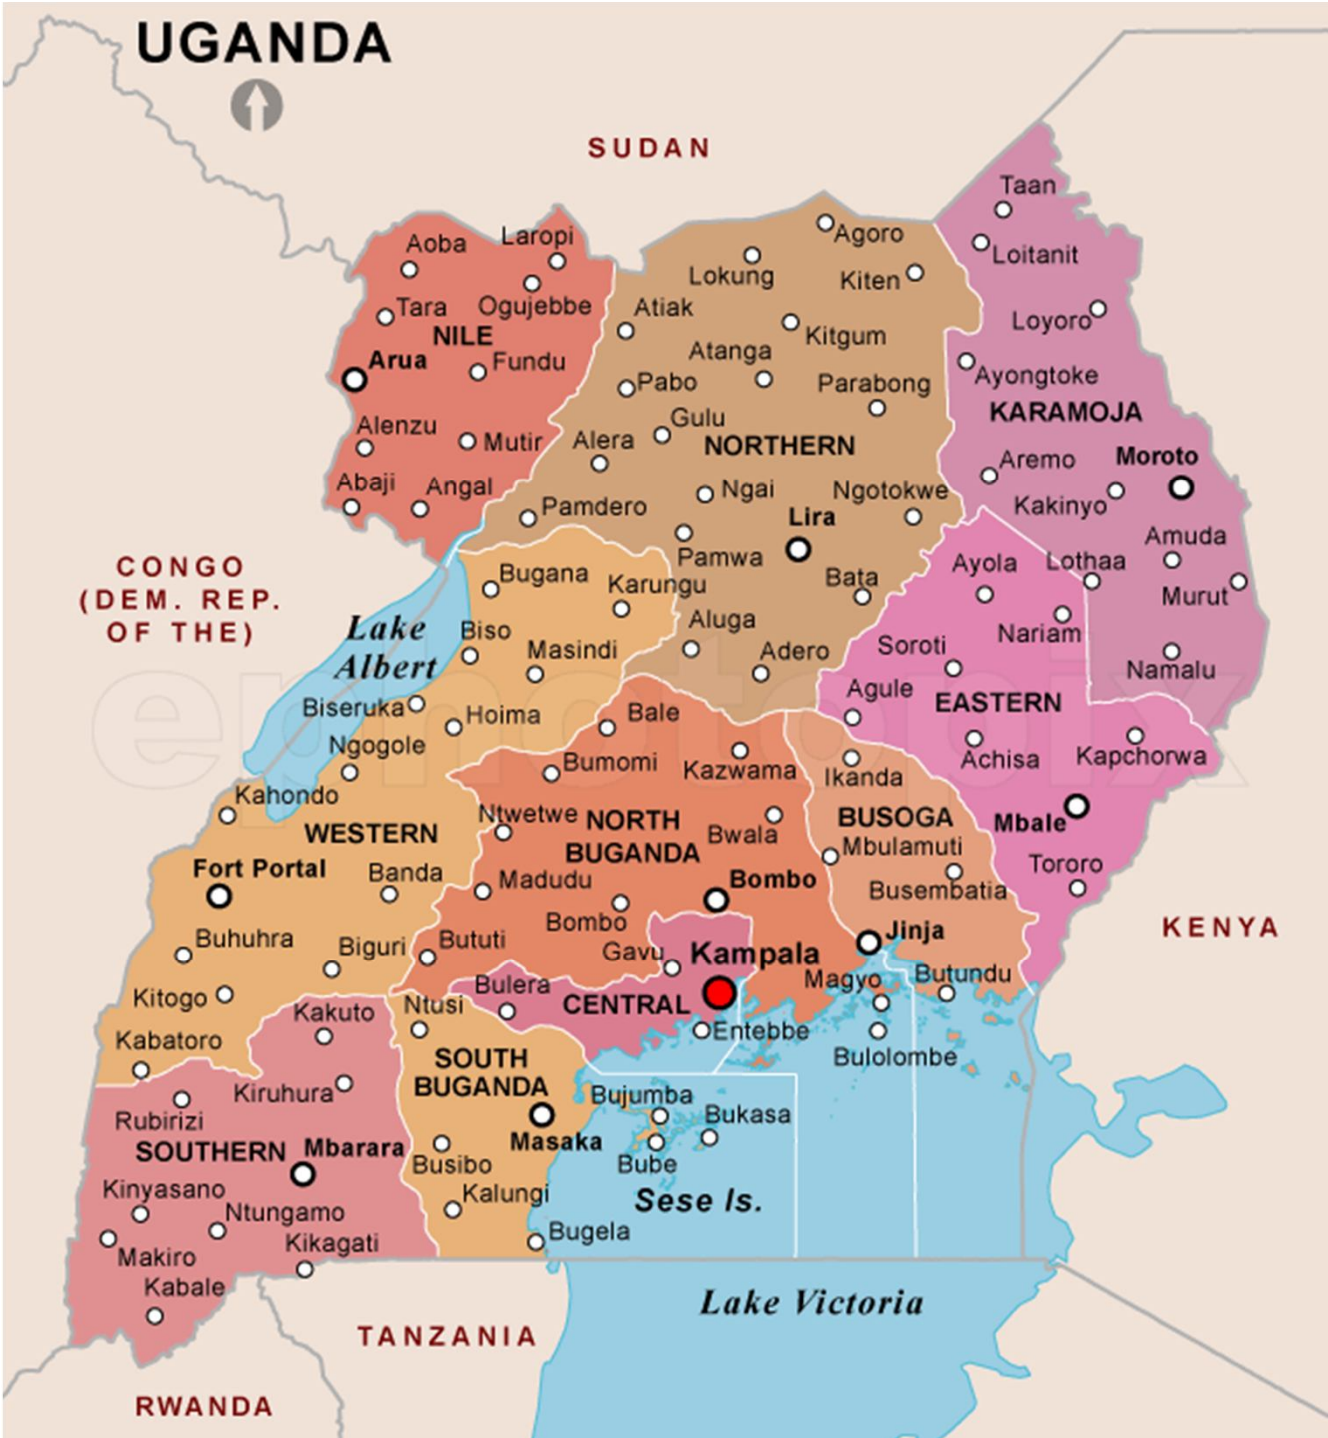 UGANDA
SUDAN
Taan
Loitanit
Aoba
Laropi
Agoro
Lokung
Kiten
Tara
Ogujebbe
Atiak
Loyoro
NILE
Kitgum
Arua
Fundu
Atanga
Ayongtoke
Pabo
Parabong
KARAMOJA
Alenzu
Mutir
Gulu
Alera
NORTHERN
Aremo
Moroto
Abaji
Angal
Ngai
Ngotokwe
Kakinyo
Pamdero
Lira
Amuda
CONGO
(DEM. REP.
OF THE)
Pamwa
Ayola
Lothaa
Bugana
Karungu
Bata
Murut
Lake
Albert
Biso
Aluga
Nariam
Masindi
Adero
Soroti
Namalu
ephotopix
Biseruka
Hoima
Bale
Agule
EASTERN
Ngogole
Bumomi
Kazwama
Ikanda
Achisa
Kapchorwa
Kahondo
WESTERN
Ntwetwe
NORTH
BUGANDA
Bwala
BUSOGA
Mbale
Mbulamuti
Fort Portal
Banda
Madudu
Bombo
Busembatia
Tororo
Bombo
Buhuhra
Biguri
Bututi
Gavu
Kampala
Jinja
KENYA
Kitogo
Bulera
Magyo
Butundu
Kakuto
Ntusi
CENTRAL
Entebbe
Kabatoro
SOUTH
BUGANDA
Bulolombe
Kiruhura
Rubirizi
Bujumba
Bukasa
SOUTHERN
Mbarara
Masaka
Busibo
Bube
Kinyasano
Kalungi
Sese Is.
Ntungamo
Makiro
Kikagati
Bugela
Kabale
Lake Victoria
TANZANIA
RWANDA